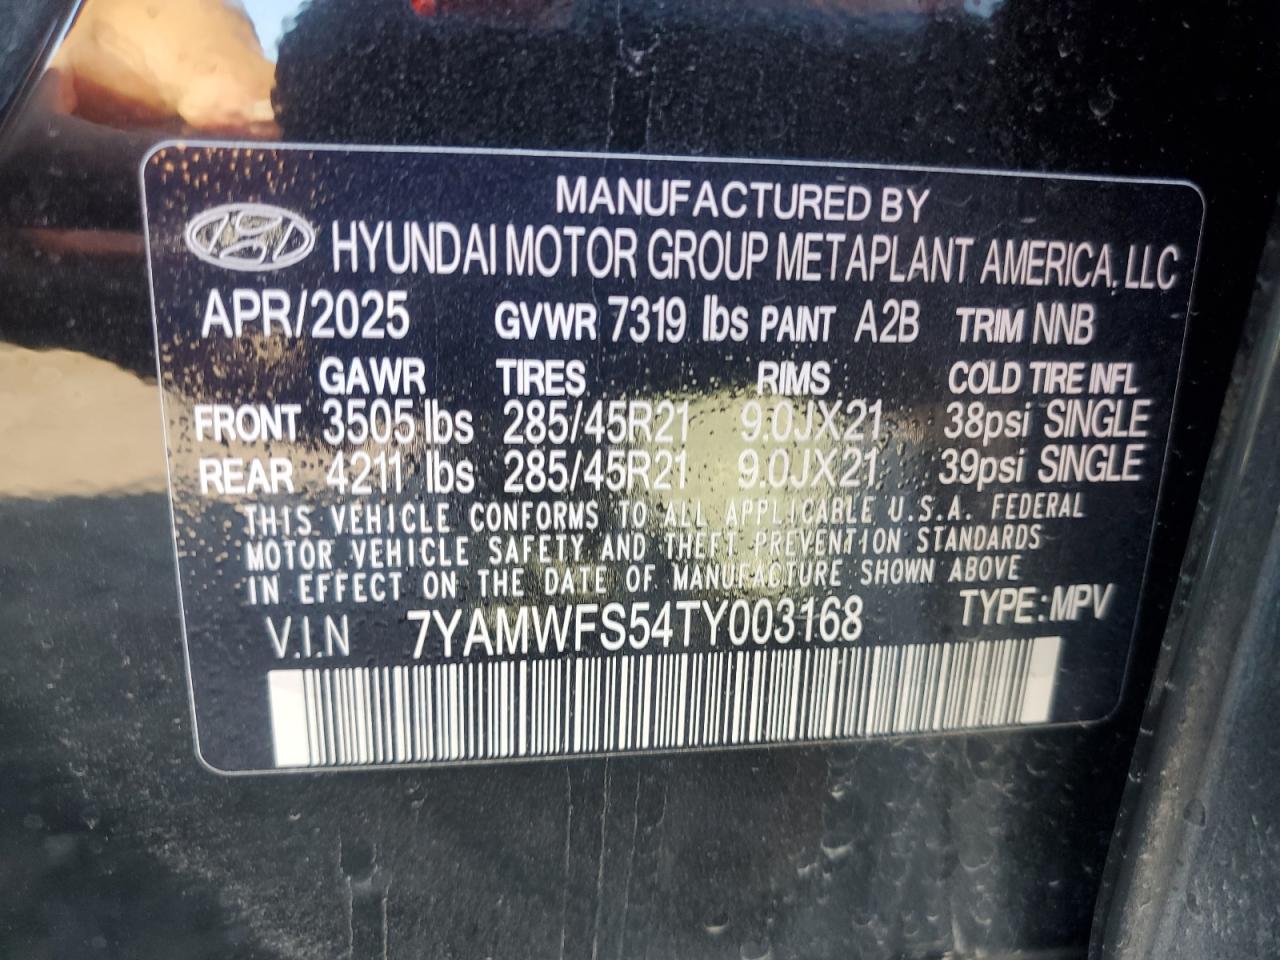 MANUFACTURED BY
HYUNDAI MOTOR GROUP METAPLANT AMERICA, LLC
APR/2025 GVWR 7319 lbs PAINT A2B TRIM NNB
GAWR TIRES RIMS COLD TIRE INFL
FRONT 3505 lbs 285/45R21 9.0JX21 38psi SINGLE
REAR 4211 lbs 285/45R21 9.0JX21 39psi SINGLE
THIS VEHICLE CONFORMS TO ALL APPLICABLE U.S.A. FEDERAL
MOTOR VEHICLE SAFETY AND THEFT PREVENTION STANDARDS
IN EFFECT ON THE DATE OF MANUFACTURE SHOWN ABOVE
V.I.N 7YAMWFS54TY003168 TYPE:MPV